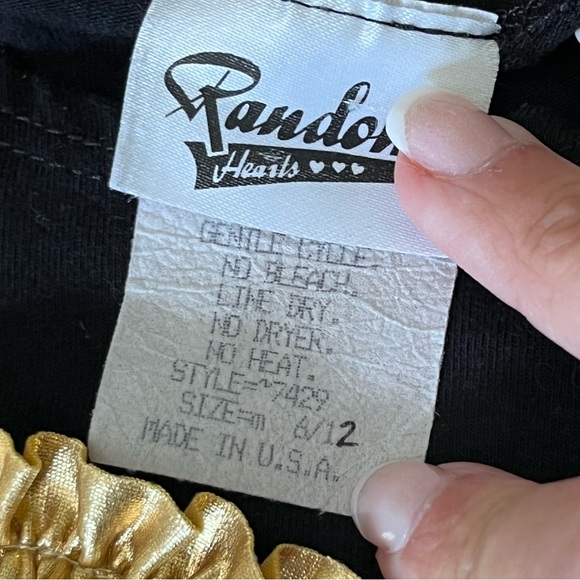 Random
Hearts
GENTLE CYCLE.
NO BLEACH.
LINE DRY.
NO DRYER.
NO HEAT.
STYLE=^7429
SIZE=m 6/12
MADE IN U.S.A.